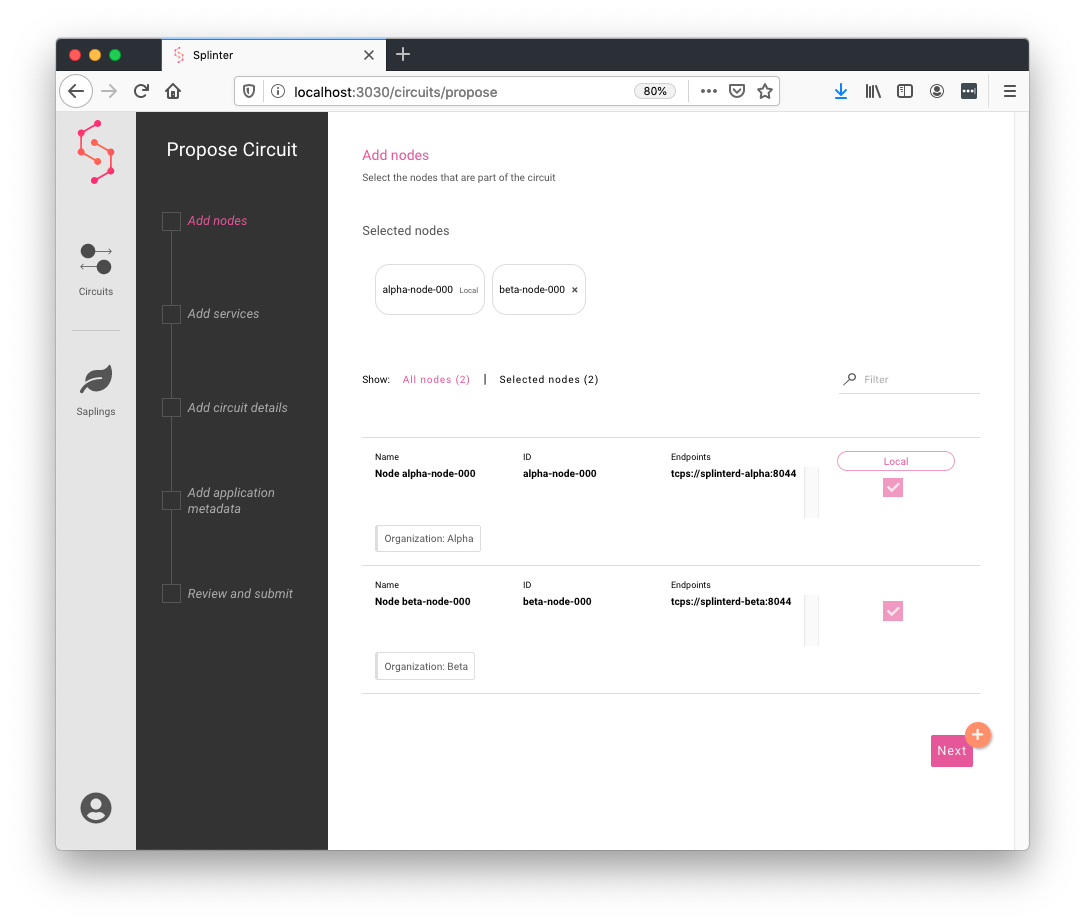 Splinter
localhost:3030/circuits/propose
80%
Circuits
Saplings
Propose Circuit
Add nodes
Add services
Add circuit details
Add application
metadata
Review and submit
Add nodes
Select the nodes that are part of the circuit
Selected nodes
alpha-node-000 Local beta-node-000 ×
Show: All nodes (2) | Selected nodes (2) Filter
Name ID Endpoints Local
Node alpha-node-000 alpha-node-000 tcps://splinterd-alpha:8044
Organization: Alpha
Name ID Endpoints
Node beta-node-000 beta-node-000 tcps://splinterd-beta:8044
Organization: Beta
Next +